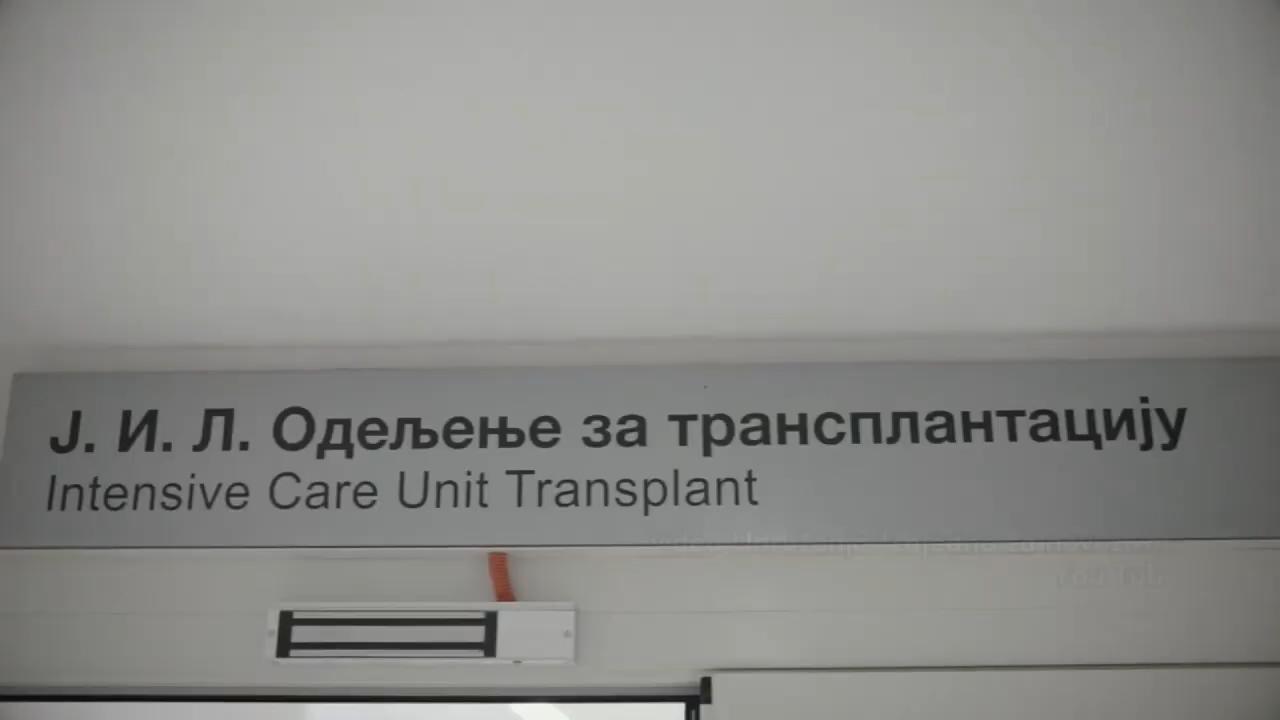 Ј. И. Л. Одељење за трансплантацију
Intensive Care Unit Transplant